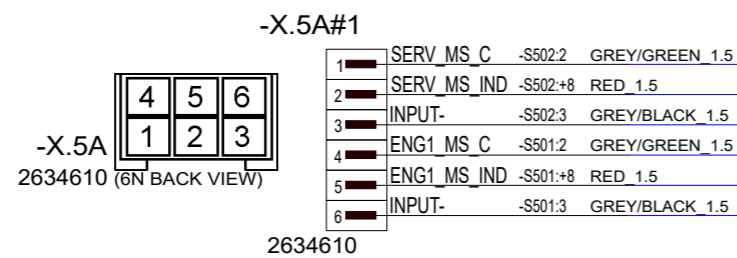 -X.5A#1
4 5 6
1 2 3
-X.5A
2634610 (6N BACK VIEW)
1 SERV_MS_C -S502:2 GREY/GREEN_1.5
2 SERV_MS_IND -S502:+8 RED_1.5
3 INPUT- -S502:3 GREY/BLACK_1.5
4 ENG1_MS_C -S501:2 GREY/GREEN_1.5
5 ENG1_MS_IND -S501:+8 RED_1.5
6 INPUT- -S501:3 GREY/BLACK_1.5
2634610